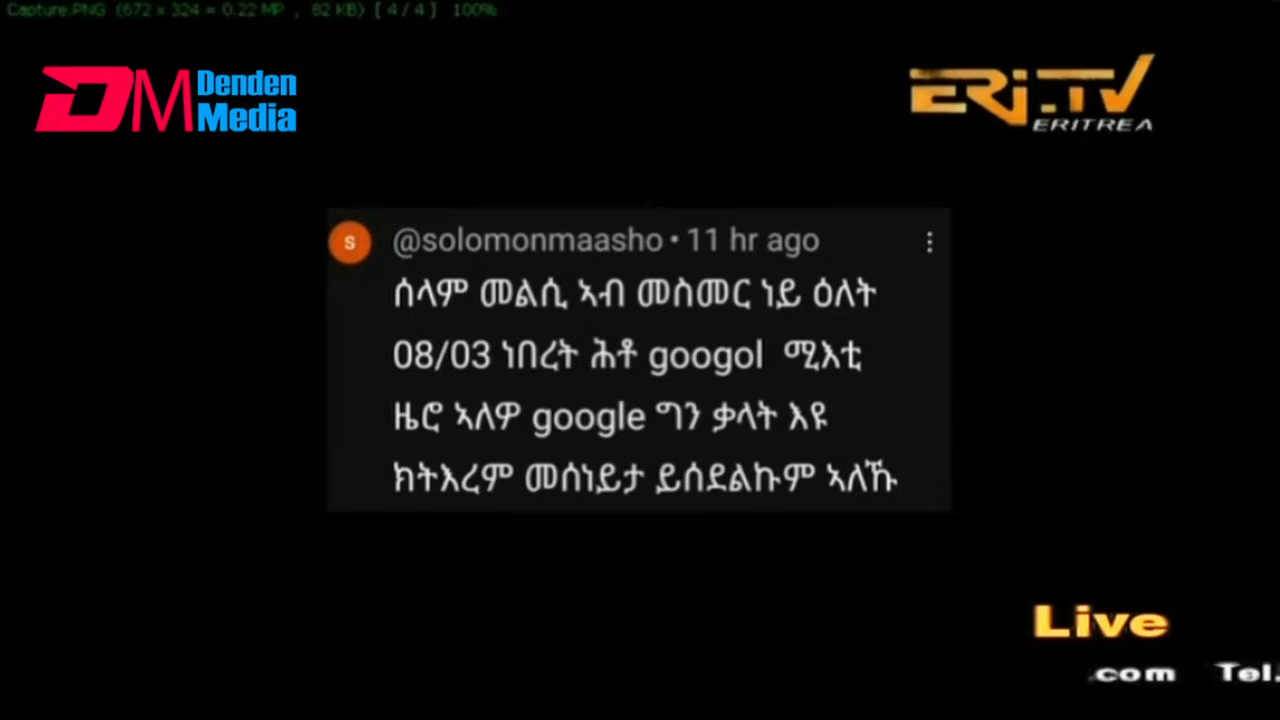 Capture.PNG (672 x 324 = 0.22 MP , 82 KB) [ 4 / 4 ] 100%
DM Denden Media
ERi.TV
ERITREA
S @solomonmaasho • 11 hr ago
ሰላም መልሲ ኣብ መስመር ነይ ዕለት
08/03 ነበረት ሕቶ googol ሚእቲ
ዜሮ ኣለዎ google ግን ቃላት እዩ
ክትእረም መሰነይታ ይሰደልኩም ኣለኹ
Live
.com Tel.